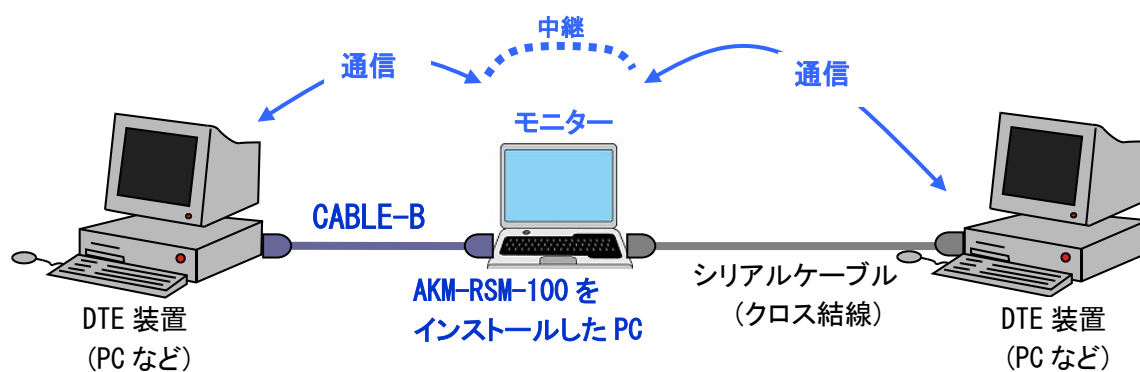 中継
通信
通信
モニター
CABLE-B
AKM-RSM-100 を
インストールした PC
シリアルケーブル
（クロス結線）
DTE 装置
（PC など）
DTE 装置
（PC など）